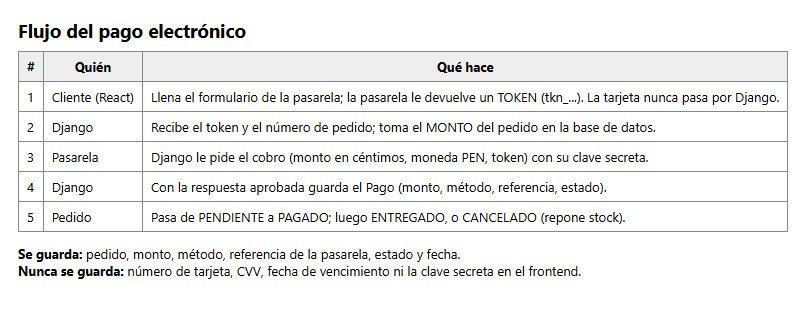 Flujo del pago electrónico
# Quién Qué hace
1 Cliente (React) Llena el formulario de la pasarela; la pasarela le devuelve un TOKEN (tkn_...). La tarjeta nunca pasa por Django.
2 Django Recibe el token y el número de pedido; toma el MONTO del pedido en la base de datos.
3 Pasarela Django le pide el cobro (monto en céntimos, moneda PEN, token) con su clave secreta.
4 Django Con la respuesta aprobada guarda el Pago (monto, método, referencia, estado).
5 Pedido Pasa de PENDIENTE a PAGADO; luego ENTREGADO, o CANCELADO (repone stock).
Se guarda: pedido, monto, método, referencia de la pasarela, estado y fecha.
Nunca se guarda: número de tarjeta, CVV, fecha de vencimiento ni la clave secreta en el frontend.